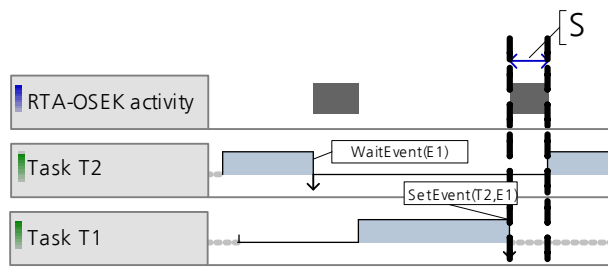 [S
RTA-OSEK activity
Task T2
WaitEvent(E1)
SetEvent(T2,E1)
Task T1